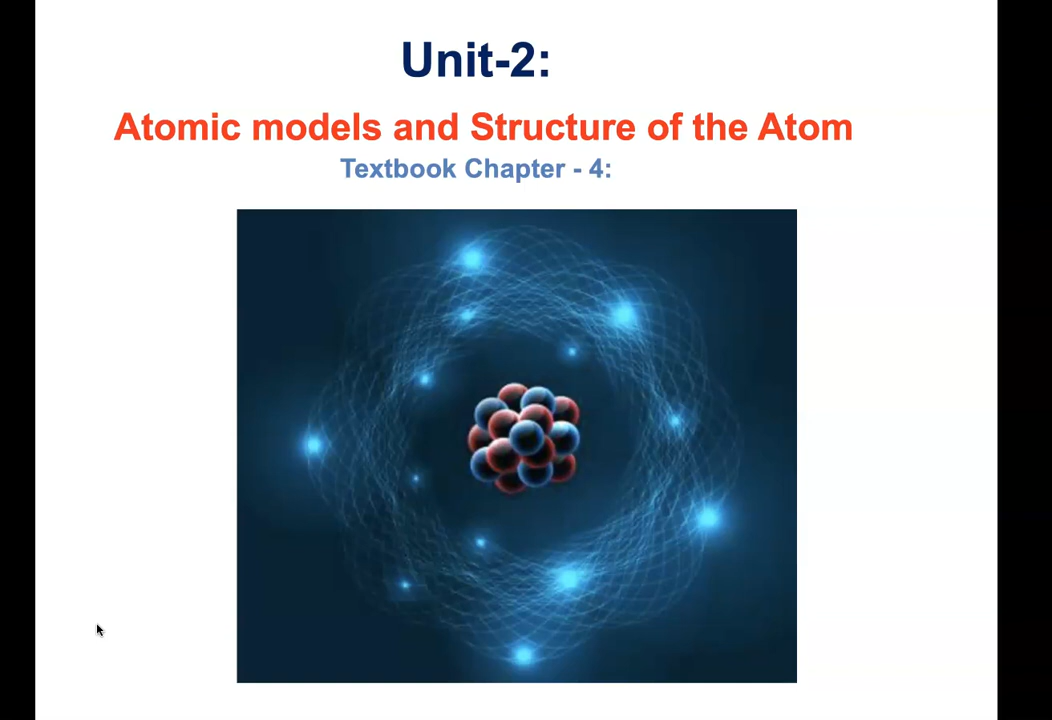 Unit-2:
Atomic models and Structure of the Atom
Textbook Chapter - 4: